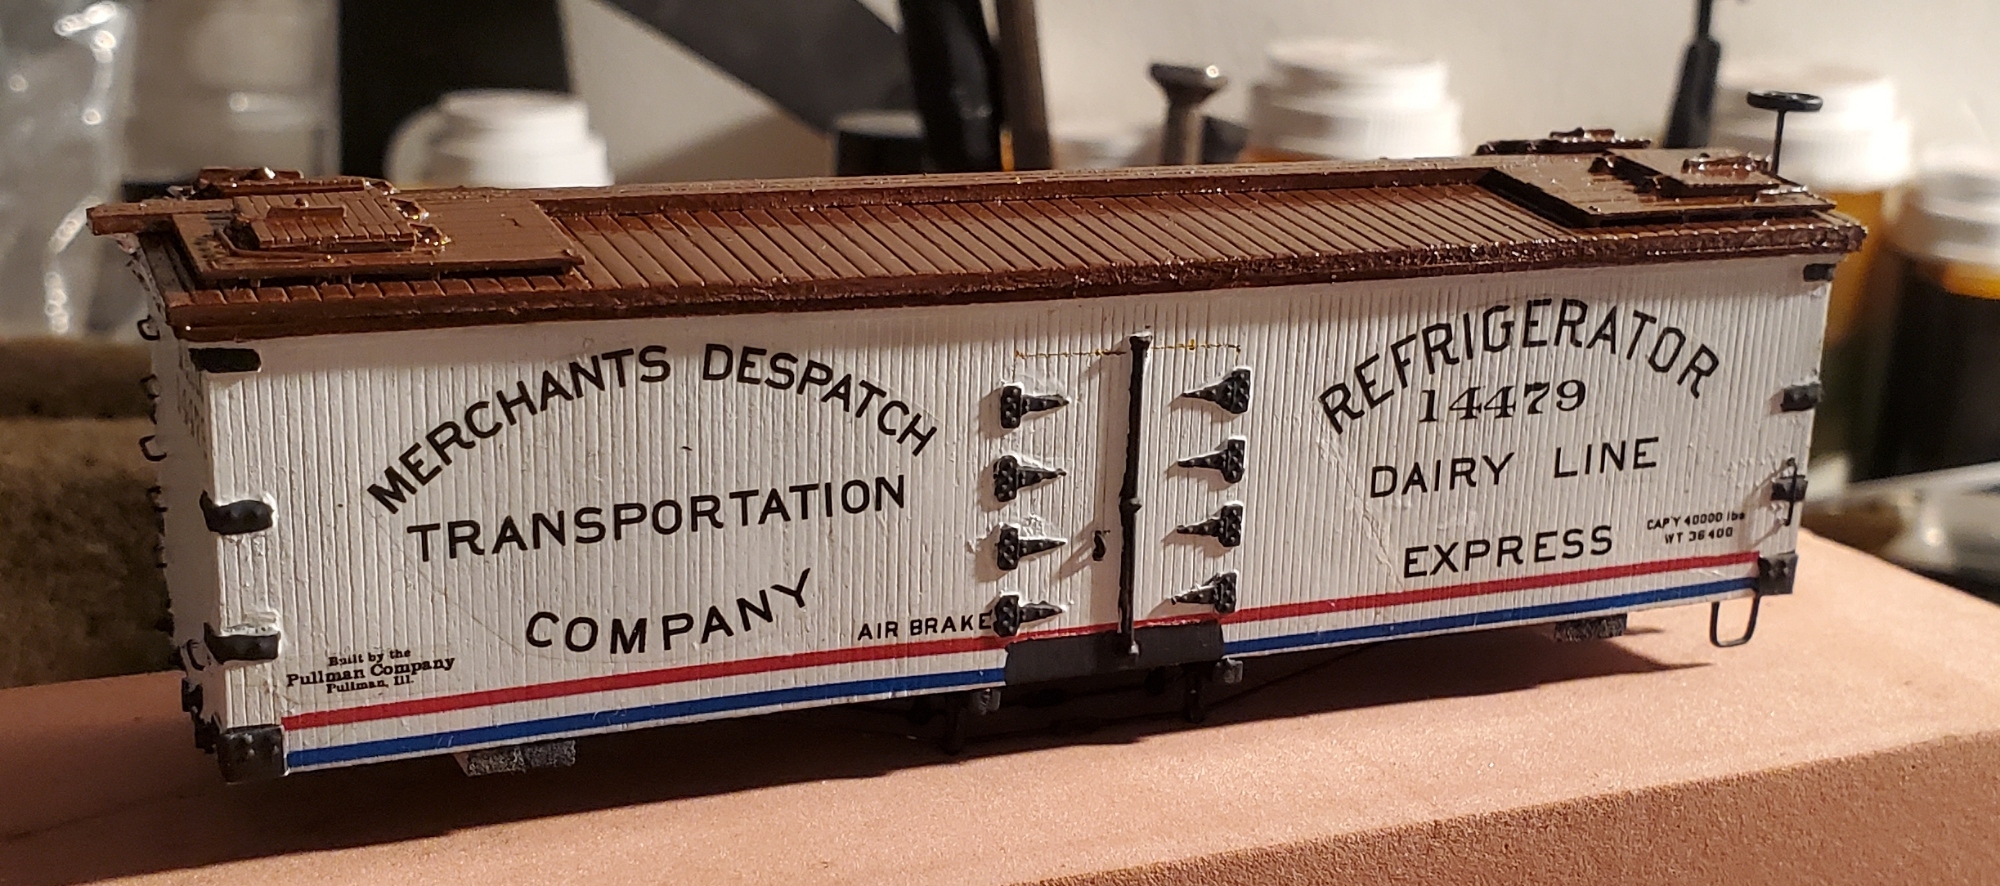 MERCHANTS DESPATCH
TRANSPORTATION
COMPANY
AIR BRAKE
Built by the
Pullman Company
Pullman, Ill.
REFRIGERATOR
14479
DAIRY LINE
EXPRESS
CAPY 40000 lbs
WT 36400